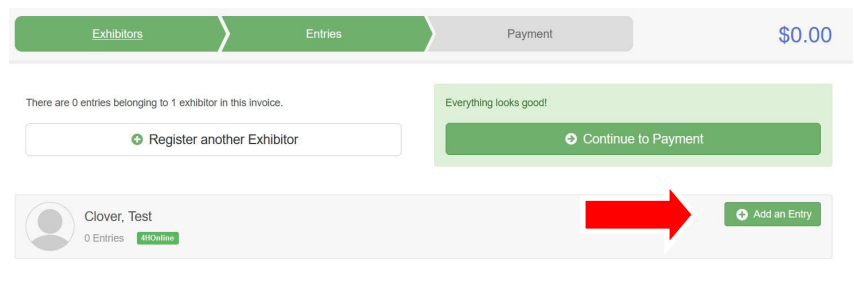 Exhibitors
Entries
Payment
$0.00
There are 0 entries belonging to 1 exhibitor in this invoice.
Register another Exhibitor
Everything looks good!
Continue to Payment
Clover, Test
0 Entries 4HOnline
Add an Entry